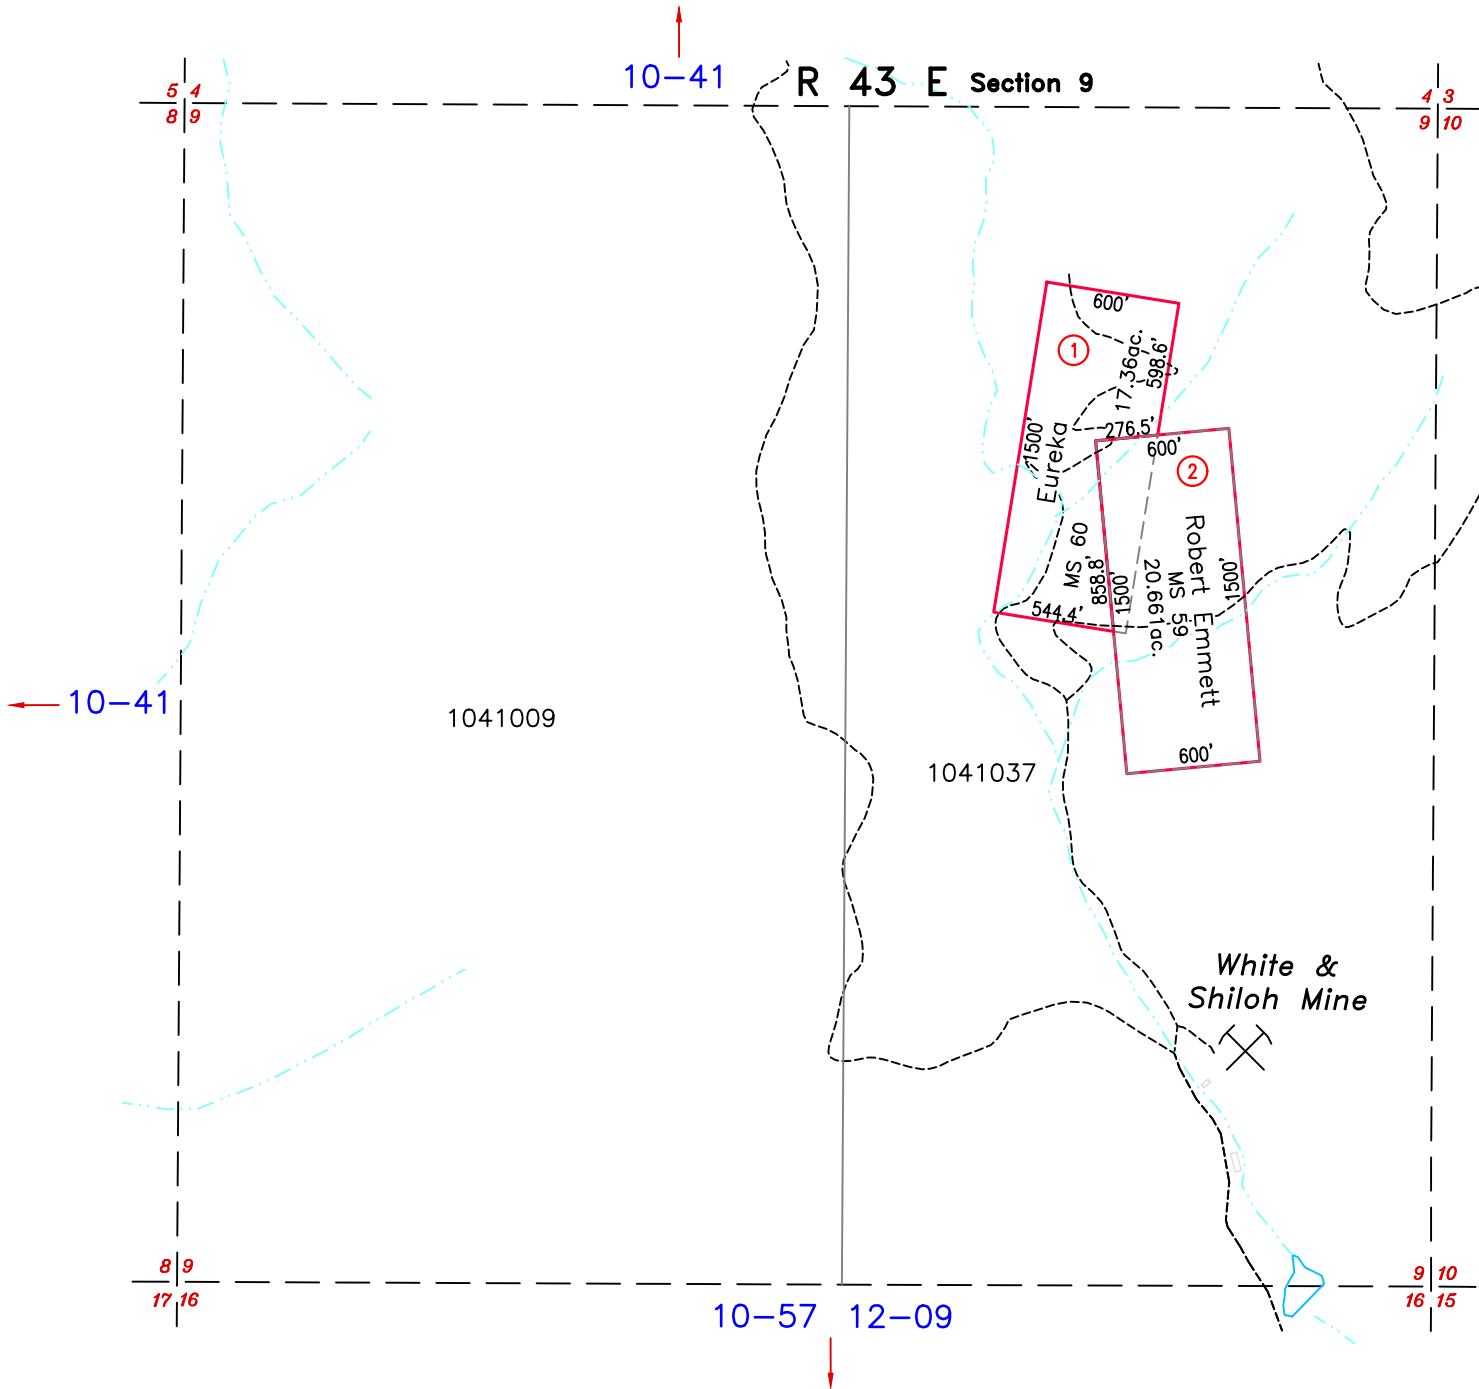 10-41
R 43 E Section 9
5 4
8 9
4 3
9 10
600'
1
17.36ac.
598.6'
276.5'
1500'
Eureka
600'
2
MS 60
858.8'
1500'
544.4'
Robert Emmett
MS 59
20.661ac.
1500'
600'
10-41
1041009
1041037
White &
Shiloh Mine
8 9
17 16
9 10
16 15
10-57 12-09